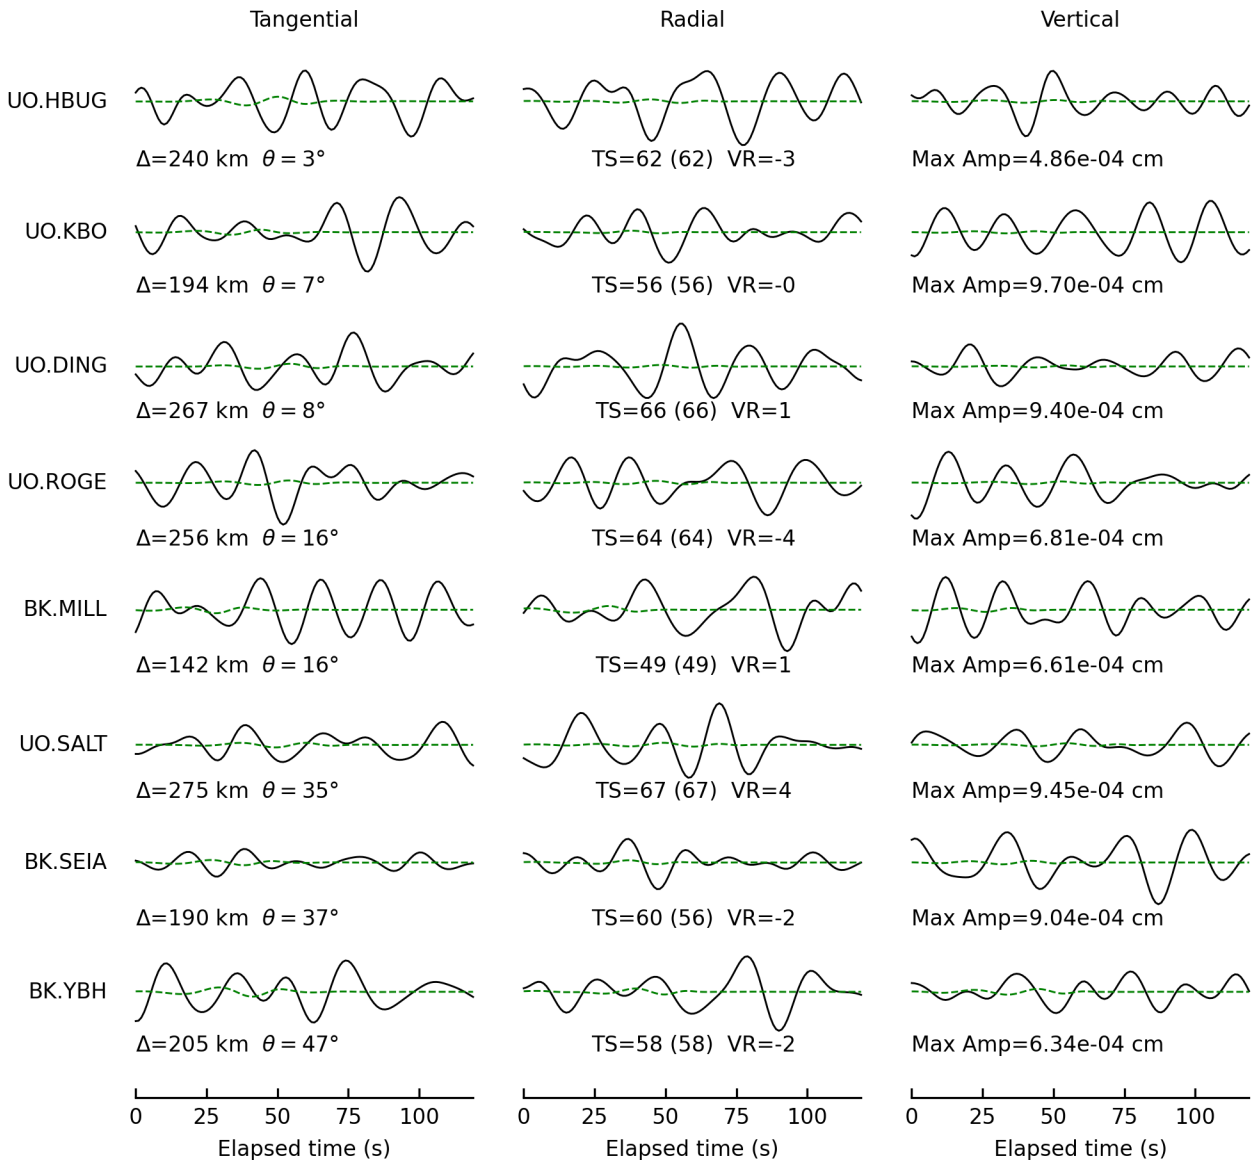 Tangential Radial Vertical
UO.HBUG
Δ=240 km θ = 3° TS=62 (62) VR=-3 Max Amp=4.86e-04 cm
UO.KBO
Δ=194 km θ = 7° TS=56 (56) VR=-0 Max Amp=9.70e-04 cm
UO.DING
Δ=267 km θ = 8° TS=66 (66) VR=1 Max Amp=9.40e-04 cm
UO.ROGE
Δ=256 km θ = 16° TS=64 (64) VR=-4 Max Amp=6.81e-04 cm
BK.MILL
Δ=142 km θ = 16° TS=49 (49) VR=1 Max Amp=6.61e-04 cm
UO.SALT
Δ=275 km θ = 35° TS=67 (67) VR=4 Max Amp=9.45e-04 cm
BK.SEIA
Δ=190 km θ = 37° TS=60 (56) VR=-2 Max Amp=9.04e-04 cm
BK.YBH
Δ=205 km θ = 47° TS=58 (58) VR=-2 Max Amp=6.34e-04 cm
0 25 50 75 100 0 25 50 75 100 0 25 50 75 100
Elapsed time (s) Elapsed time (s) Elapsed time (s)